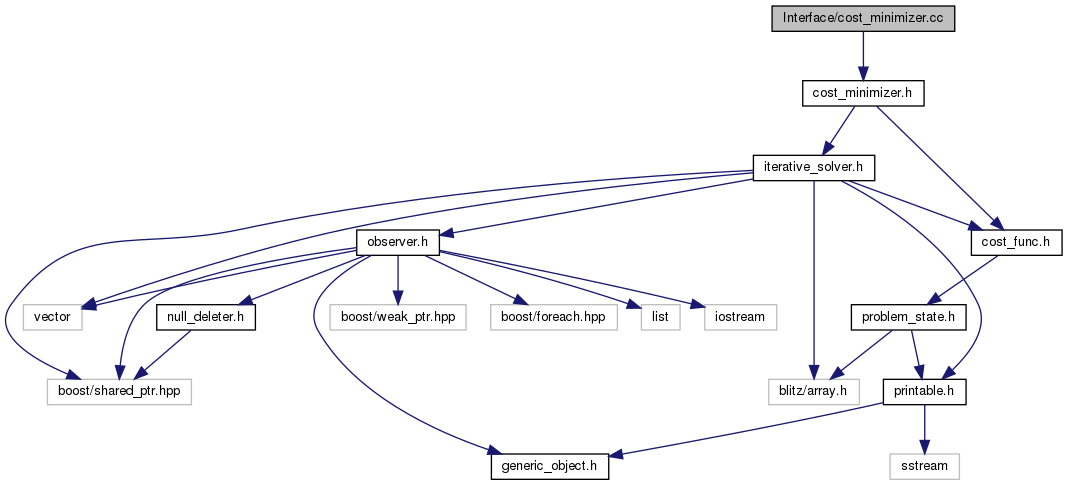 Interface/cost_minimizer.cc
cost_minimizer.h
iterative_solver.h
observer.h
cost_func.h
vector
null_deleter.h
boost/weak_ptr.hpp
boost/foreach.hpp
list
iostream
problem_state.h
boost/shared_ptr.hpp
blitz/array.h
printable.h
generic_object.h
sstream